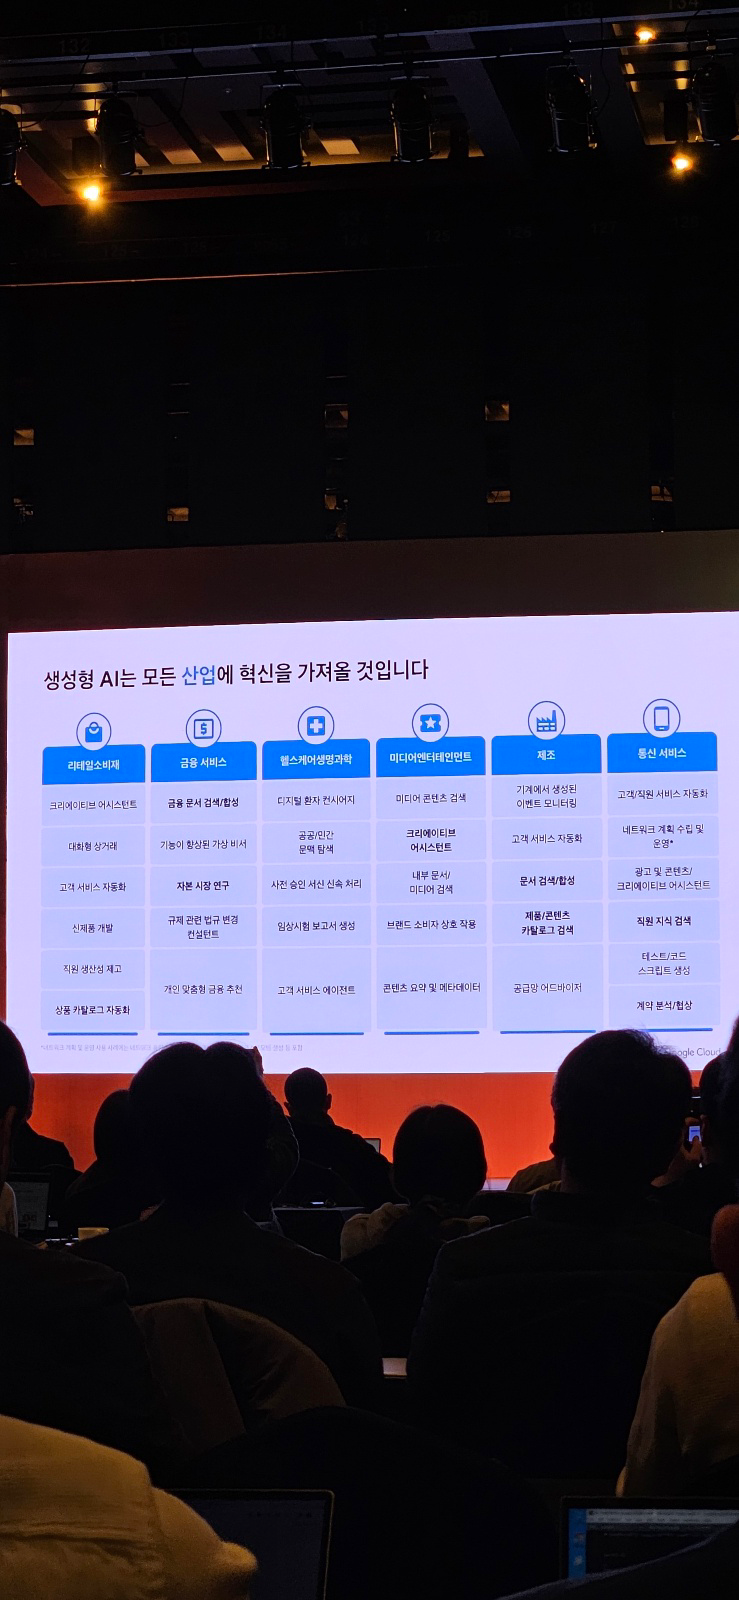 생성형 AI는 모든 산업에 혁신을 가져올 것입니다
리테일소비재
크리에이티브 어시스턴트
대화형 상거래
고객 서비스 자동화
신제품 개발
직원 생산성 제고
상품 카탈로그 자동화
금융 서비스
금융 문서 검색/합성
기능이 향상된 가상 비서
자본 시장 연구
규제 관련 법규 변경
컨설턴트
개인 맞춤형 금융 추천
헬스케어생명과학
디지털 환자 컨시어지
공공/민간
문맥 탐색
사전 승인 서신 신속 처리
임상시험 보고서 생성
고객 서비스 에이전트
미디어엔터테인먼트
미디어 콘텐츠 검색
크리에이티브
어시스턴트
내부 문서/
미디어 검색
브랜드 소비자 상호 작용
콘텐츠 요약 및 메타데이터
제조
기계에서 생성된
이벤트 모니터링
고객 서비스 자동화
문서 검색/합성
제품/콘텐츠
카탈로그 검색
공급망 어드바이저
통신 서비스
고객/직원 서비스 자동화
네트워크 계획 수립 및
운영*
광고 및 콘텐츠/
크리에이티브 어시스턴트
직원 지식 검색
테스트/코드
스크립트 생성
계약 분석/협상
Cloud